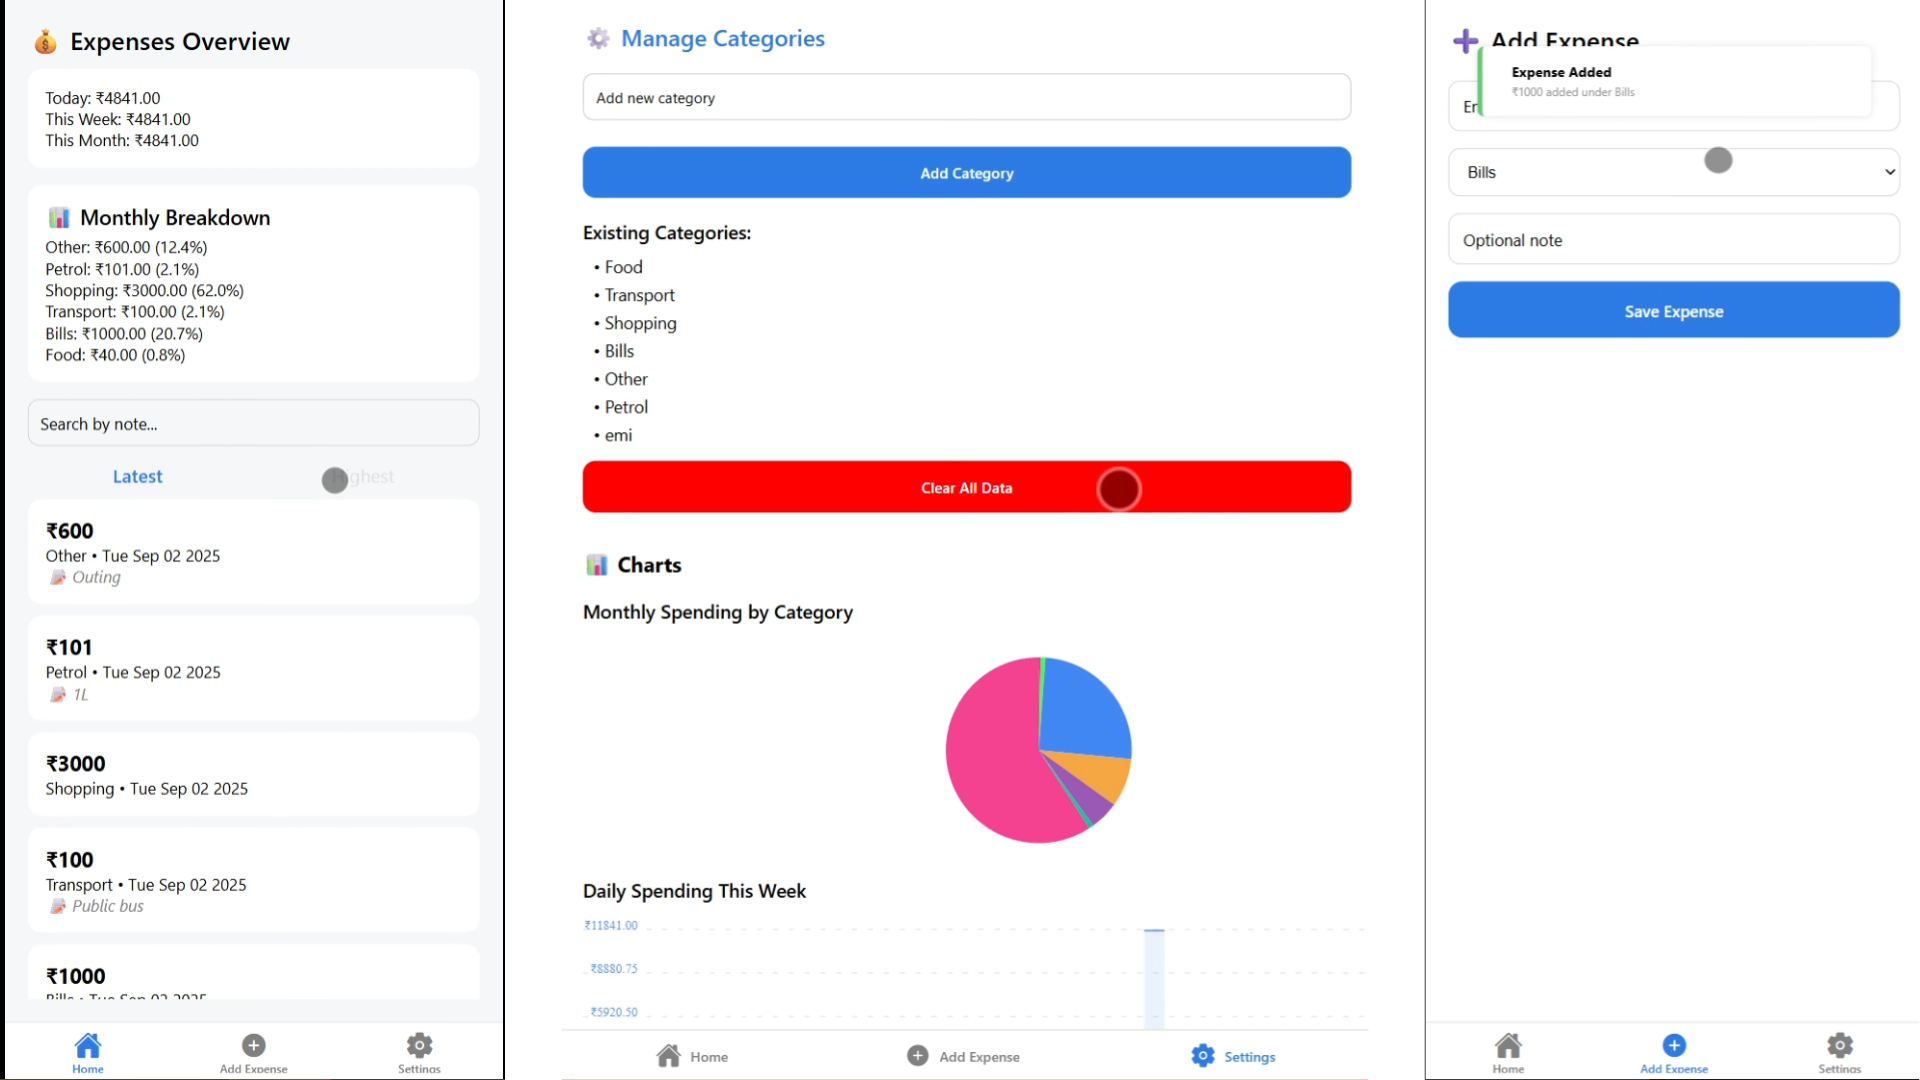 Expenses Overview
Today: ₹4841.00
This Week: ₹4841.00
This Month: ₹4841.00
Monthly Breakdown
Other: ₹600.00 (12.4%)
Petrol: ₹101.00 (2.1%)
Shopping: ₹3000.00 (62.0%)
Transport: ₹100.00 (2.1%)
Bills: ₹1000.00 (20.7%)
Food: ₹40.00 (0.8%)
Search by note...
Latest
₹600
Other • Tue Sep 02 2025
Outing
₹101
Petrol • Tue Sep 02 2025
1L
₹3000
Shopping • Tue Sep 02 2025
₹100
Transport • Tue Sep 02 2025
Public bus
₹1000
Bills • Tue Sep 02 2025
Home
Add Expense
Settings
Manage Categories
Add new category
Add Category
Existing Categories:
• Food
• Transport
• Shopping
• Bills
• Other
• Petrol
• emi
Clear All Data
Charts
Monthly Spending by Category
Daily Spending This Week
₹11841.00
₹8880.75
₹5920.50
Home
Add Expense
Settings
Add Expense
Expense Added
₹1000 added under Bills
Bills
Optional note
Save Expense
Home
Add Expense
Settings